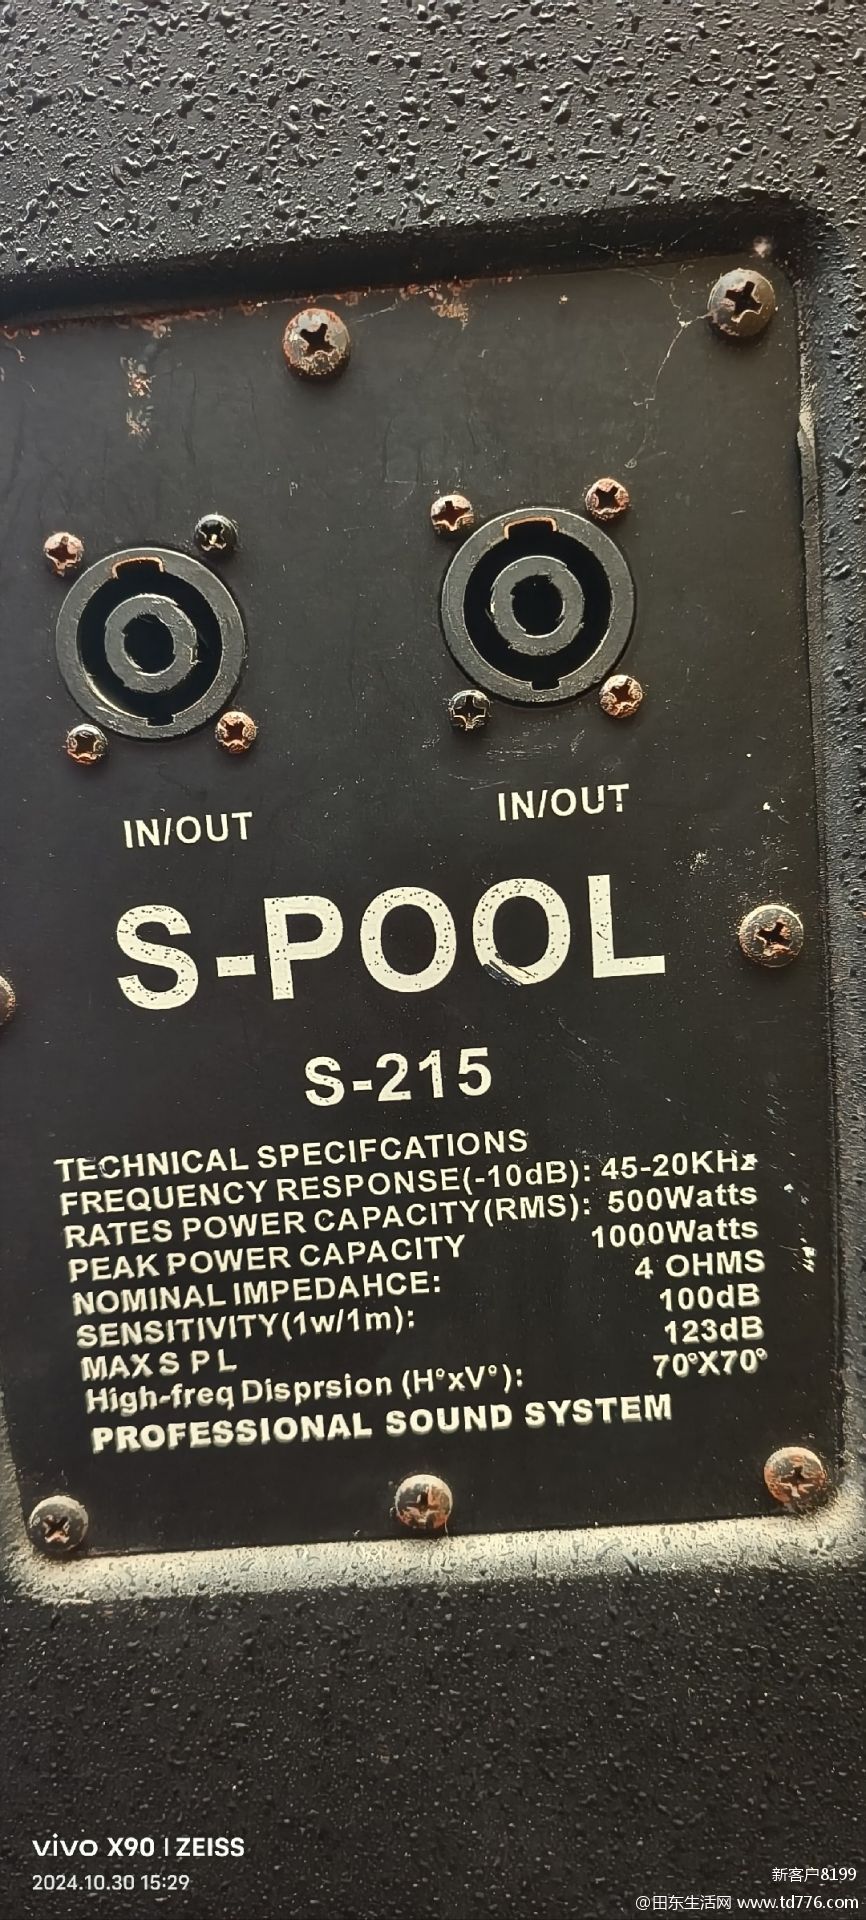 IN/OUT IN/OUT
S-POOL
S-215
TECHNICAL SPECIFCATIONS
FREQUENCY RESPONSE(-10dB): 45-20KHz
RATES POWER CAPACITY(RMS): 500Watts
PEAK POWER CAPACITY 1000Watts
NOMINAL IMPEDAHCE: 4 OHMS
SENSITIVITY(1w/1m): 100dB
MAX S P L 123dB
High-freq Disprsion (H°xV°): 70°X70°
PROFESSIONAL SOUND SYSTEM
vivo X90 | ZEISS
2024.10.30 15:29
新客户8199
@田东生活网 www.td776.com